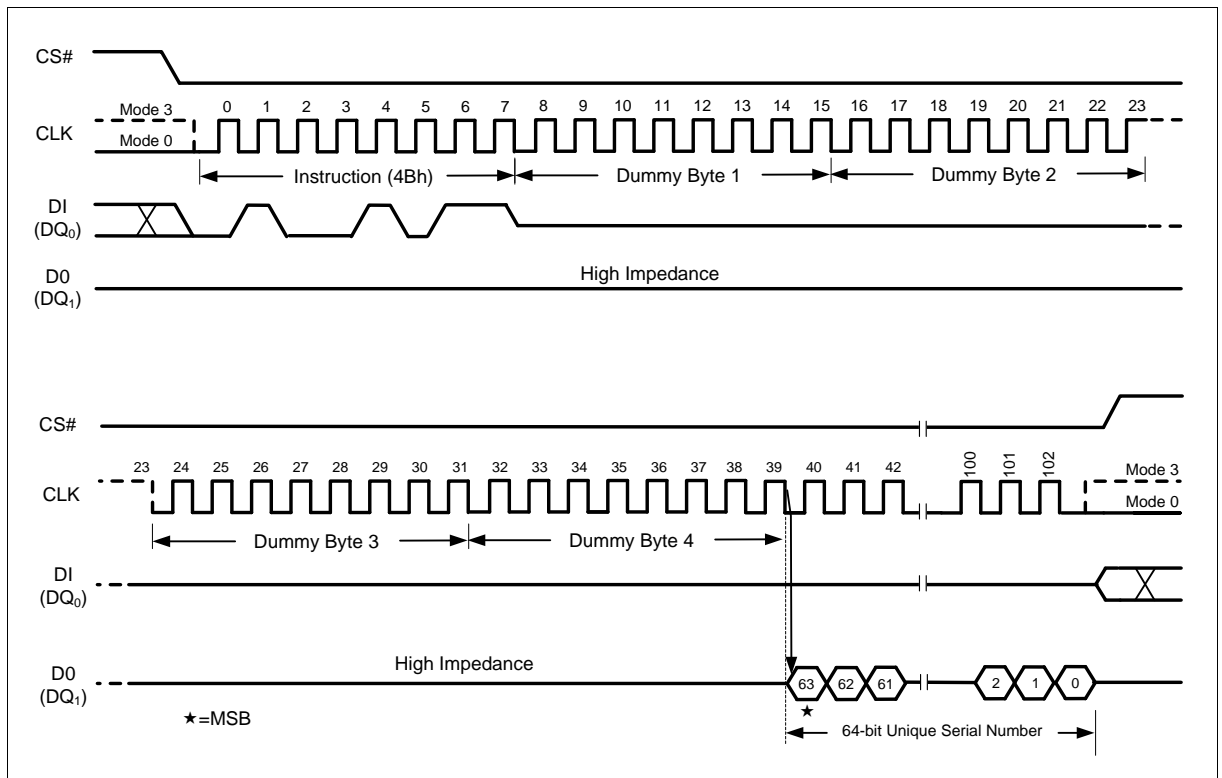 CS#
Mode 3
0 1 2 3 4 5 6 7 8 9 10 11 12 13 14 15 16 17 18 19 20 21 22 23
CLK
Mode 0
Instruction (4Bh) Dummy Byte 1 Dummy Byte 2
DI
(DQ0)
D0
(DQ1)
High Impedance
CS#
23 24 25 26 27 28 29 30 31 32 33 34 35 36 37 38 39 40 41 42 100 101 102
Mode 3
CLK
Mode 0
Dummy Byte 3 Dummy Byte 4
DI
(DQ0)
D0
(DQ1)
High Impedance
63 62 61 2 1 0
★=MSB
★
64-bit Unique Serial Number